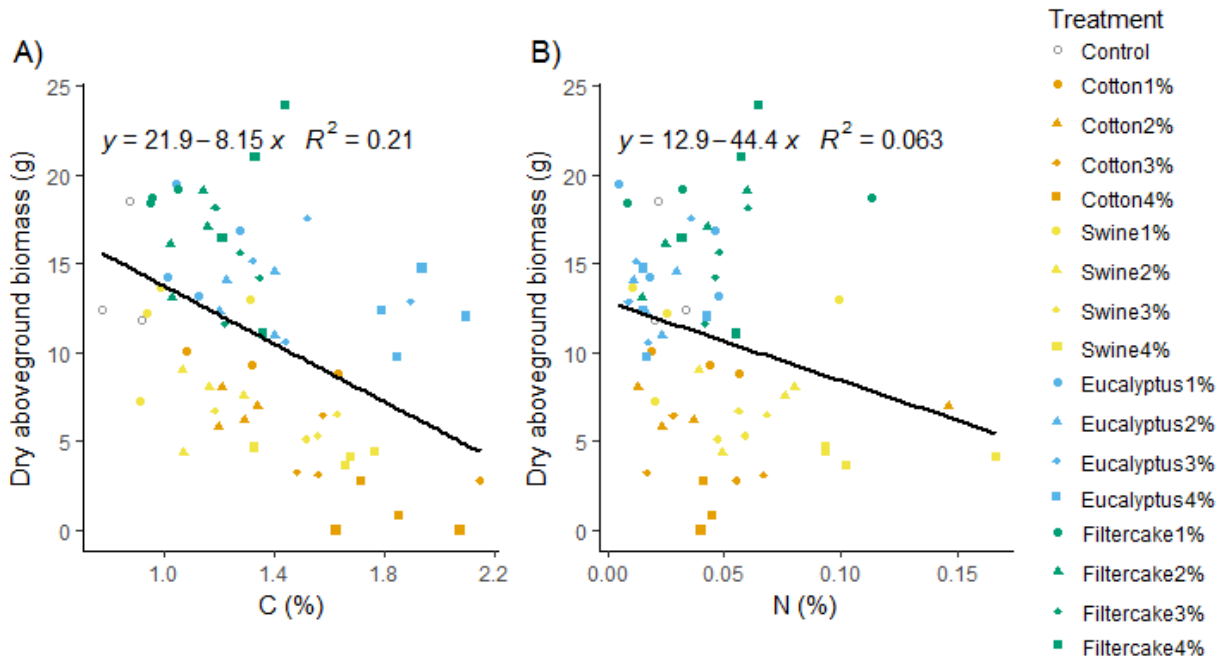 A)
Dry aboveground biomass (g)
25
20
15
10
5
0
y = 21.9 − 8.15 x R² = 0.21
1.0 1.4 1.8 2.2
C (%)
B)
Dry aboveground biomass (g)
25
20
15
10
5
0
y = 12.9 − 44.4 x R² = 0.063
0.00 0.05 0.10 0.15
N (%)
Treatment
Control
Cotton1%
Cotton2%
Cotton3%
Cotton4%
Swine1%
Swine2%
Swine3%
Swine4%
Eucalyptus1%
Eucalyptus2%
Eucalyptus3%
Eucalyptus4%
Filtercake1%
Filtercake2%
Filtercake3%
Filtercake4%